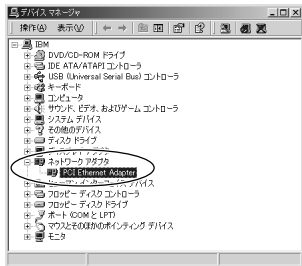 デバイス マネージャ
操作(A) 表示(V)
IBM
DVD/CD-ROM ドライブ
IDE ATA/ATAPI コントローラ
USB (Universal Serial Bus) コントローラ
キーボード
コンピュータ
サウンド、ビデオ、およびゲーム コントローラ
システム デバイス
その他のデバイス
ディスク ドライブ
ネットワーク アダプタ
PCI Ethernet Adapter
フロッピー ディスク コントローラ
フロッピー ディスク ドライブ
ポート (COM と LPT)
マウスとそのほかのポインティング デバイス
モニタ